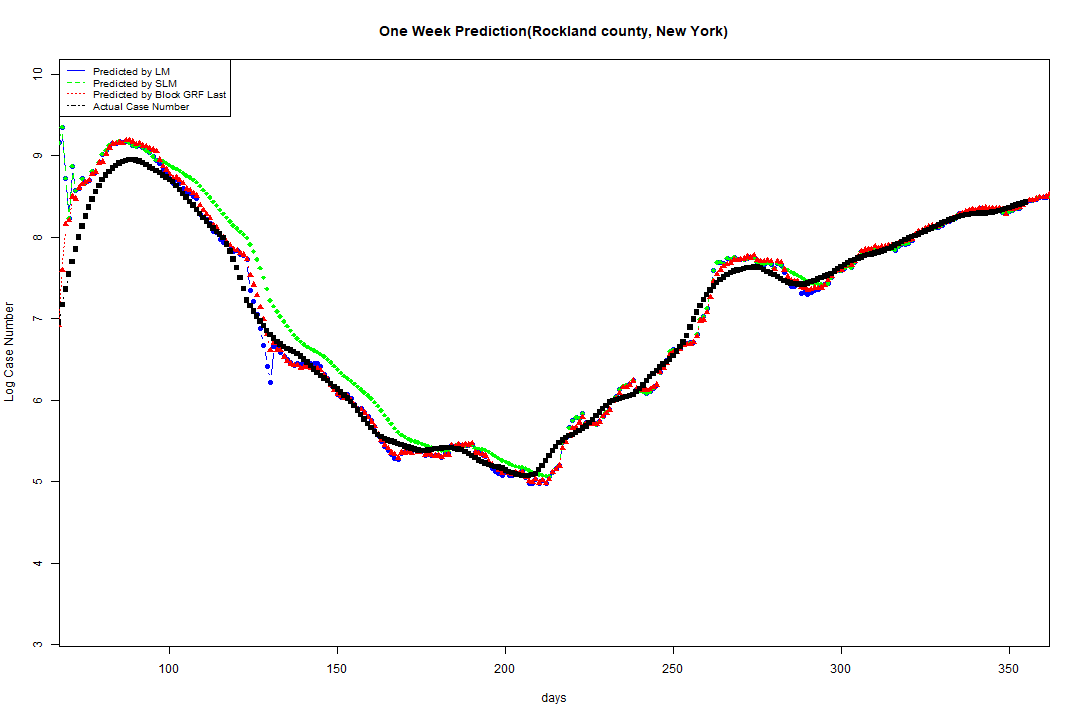 One Week Prediction(Rockland county, New York)
Predicted by LM
Predicted by SLM
Predicted by Block GRF Last
Actual Case Number
10
9
8
7
6
5
4
3
Log Case Number
100 150 200 250 300 350
days